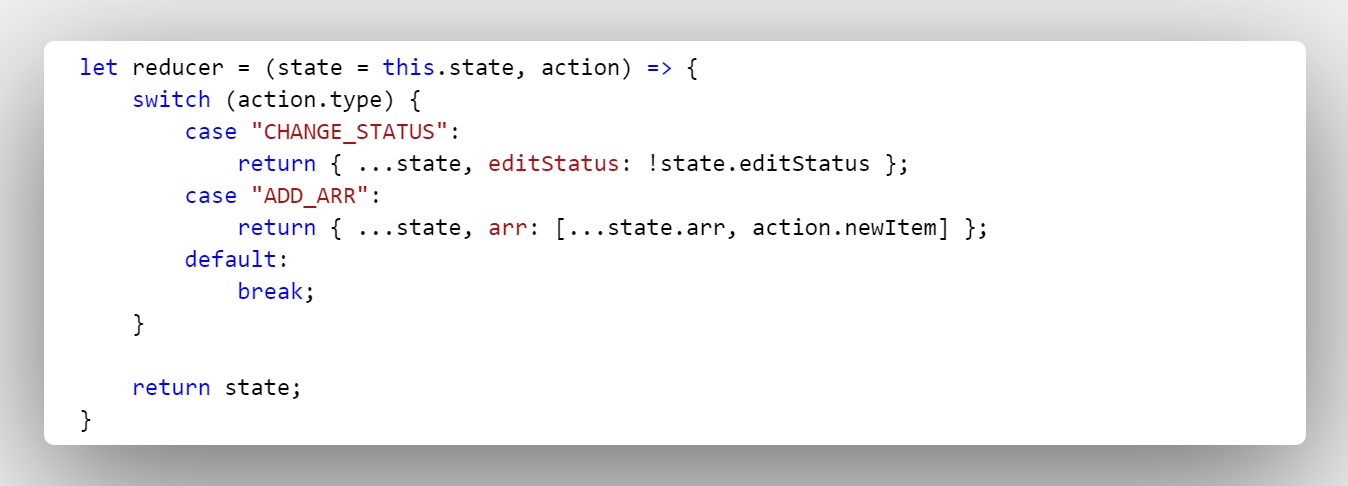 let reducer = (state = this.state, action) => {
    switch (action.type) {
        case "CHANGE_STATUS":
            return { ...state, editStatus: !state.editStatus };
        case "ADD_ARR":
            return { ...state, arr: [...state.arr, action.newItem] };
        default:
            break;
    }

    return state;
}